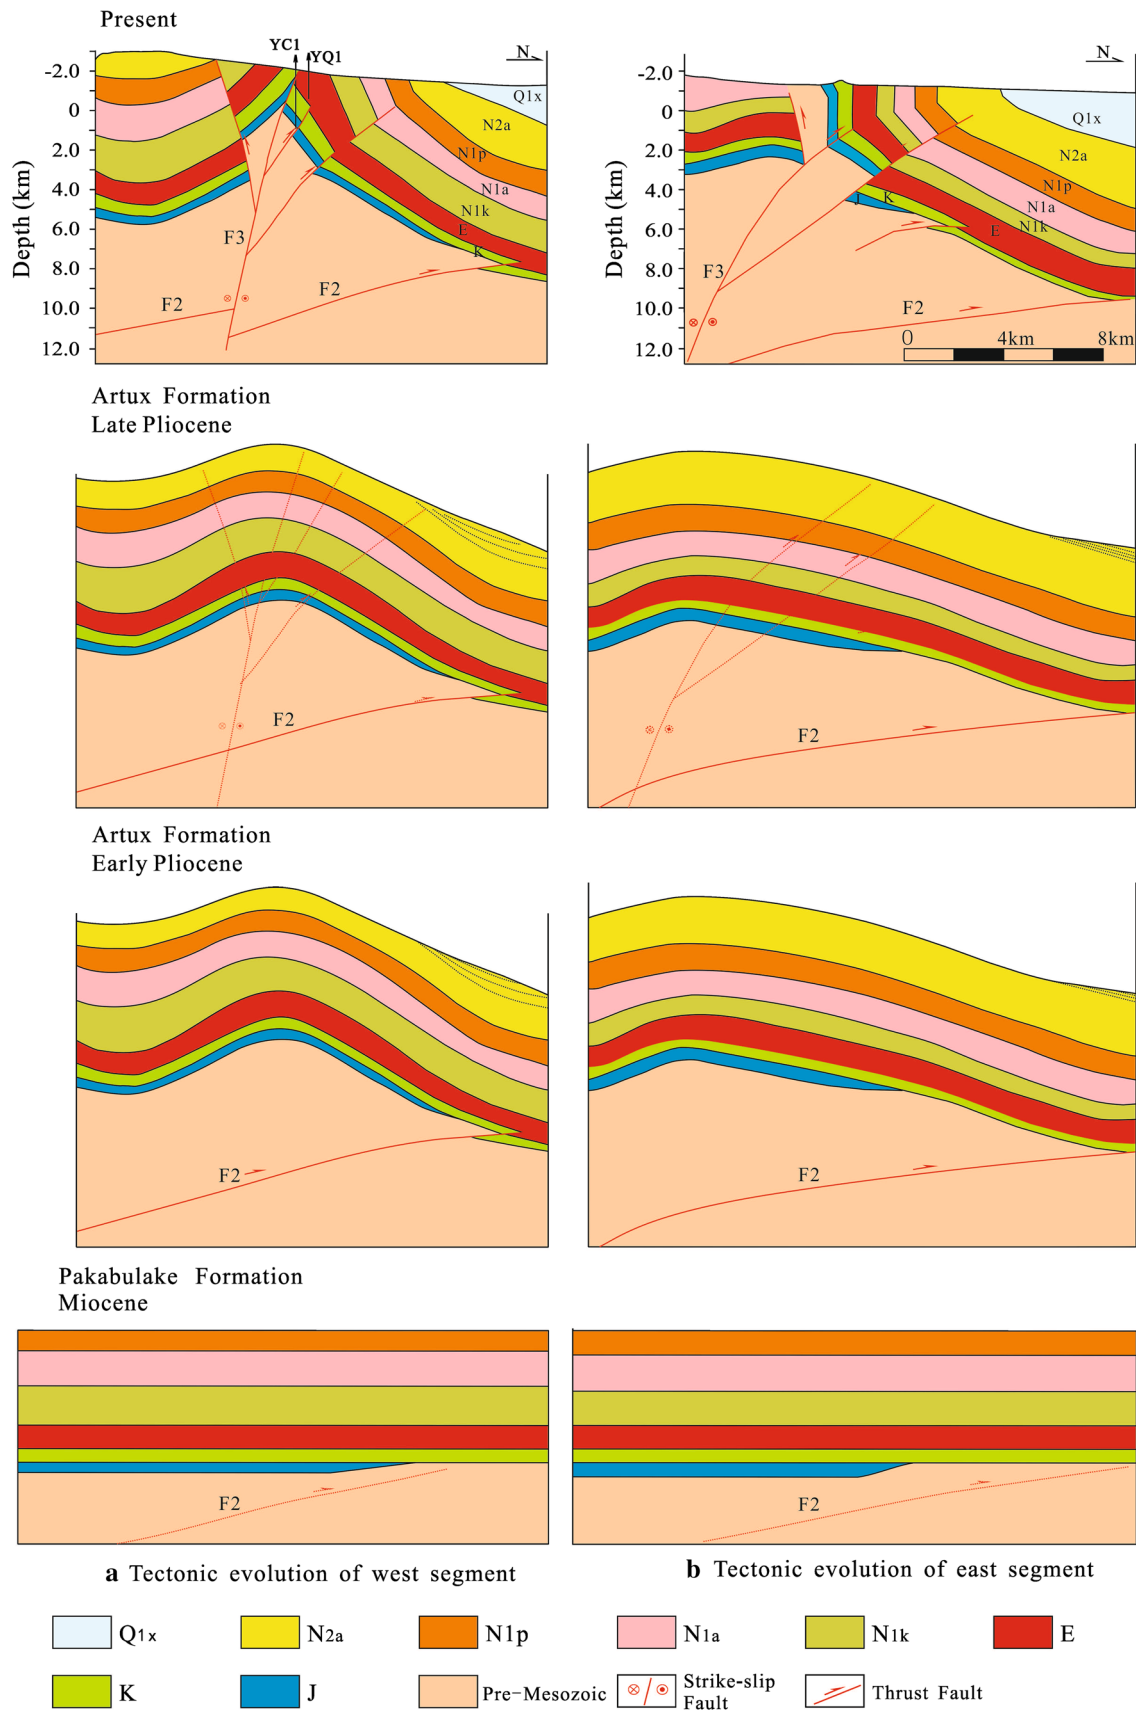 Present
YC1
YQ1
N
-2.0
0
2.0
4.0
6.0
8.0
10.0
12.0
Depth (km)
Q1x
N2a
N1p
N1a
N1k
E
K
F3
F2
F2
N
-2.0
0
2.0
4.0
6.0
8.0
10.0
12.0
Depth (km)
Q1x
N2a
N1p
N1a
N1k
E
J
K
F3
F2
0 4km 8km
Artux Formation
Late Pliocene
F2
F2
Artux Formation
Early Pliocene
F2
F2
Pakabulake Formation
Miocene
F2
F2
a Tectonic evolution of west segment
b Tectonic evolution of east segment
Q1x
N2a
N1p
N1a
N1k
E
K
J
Pre-Mesozoic
Strike-slip
Fault
Thrust Fault